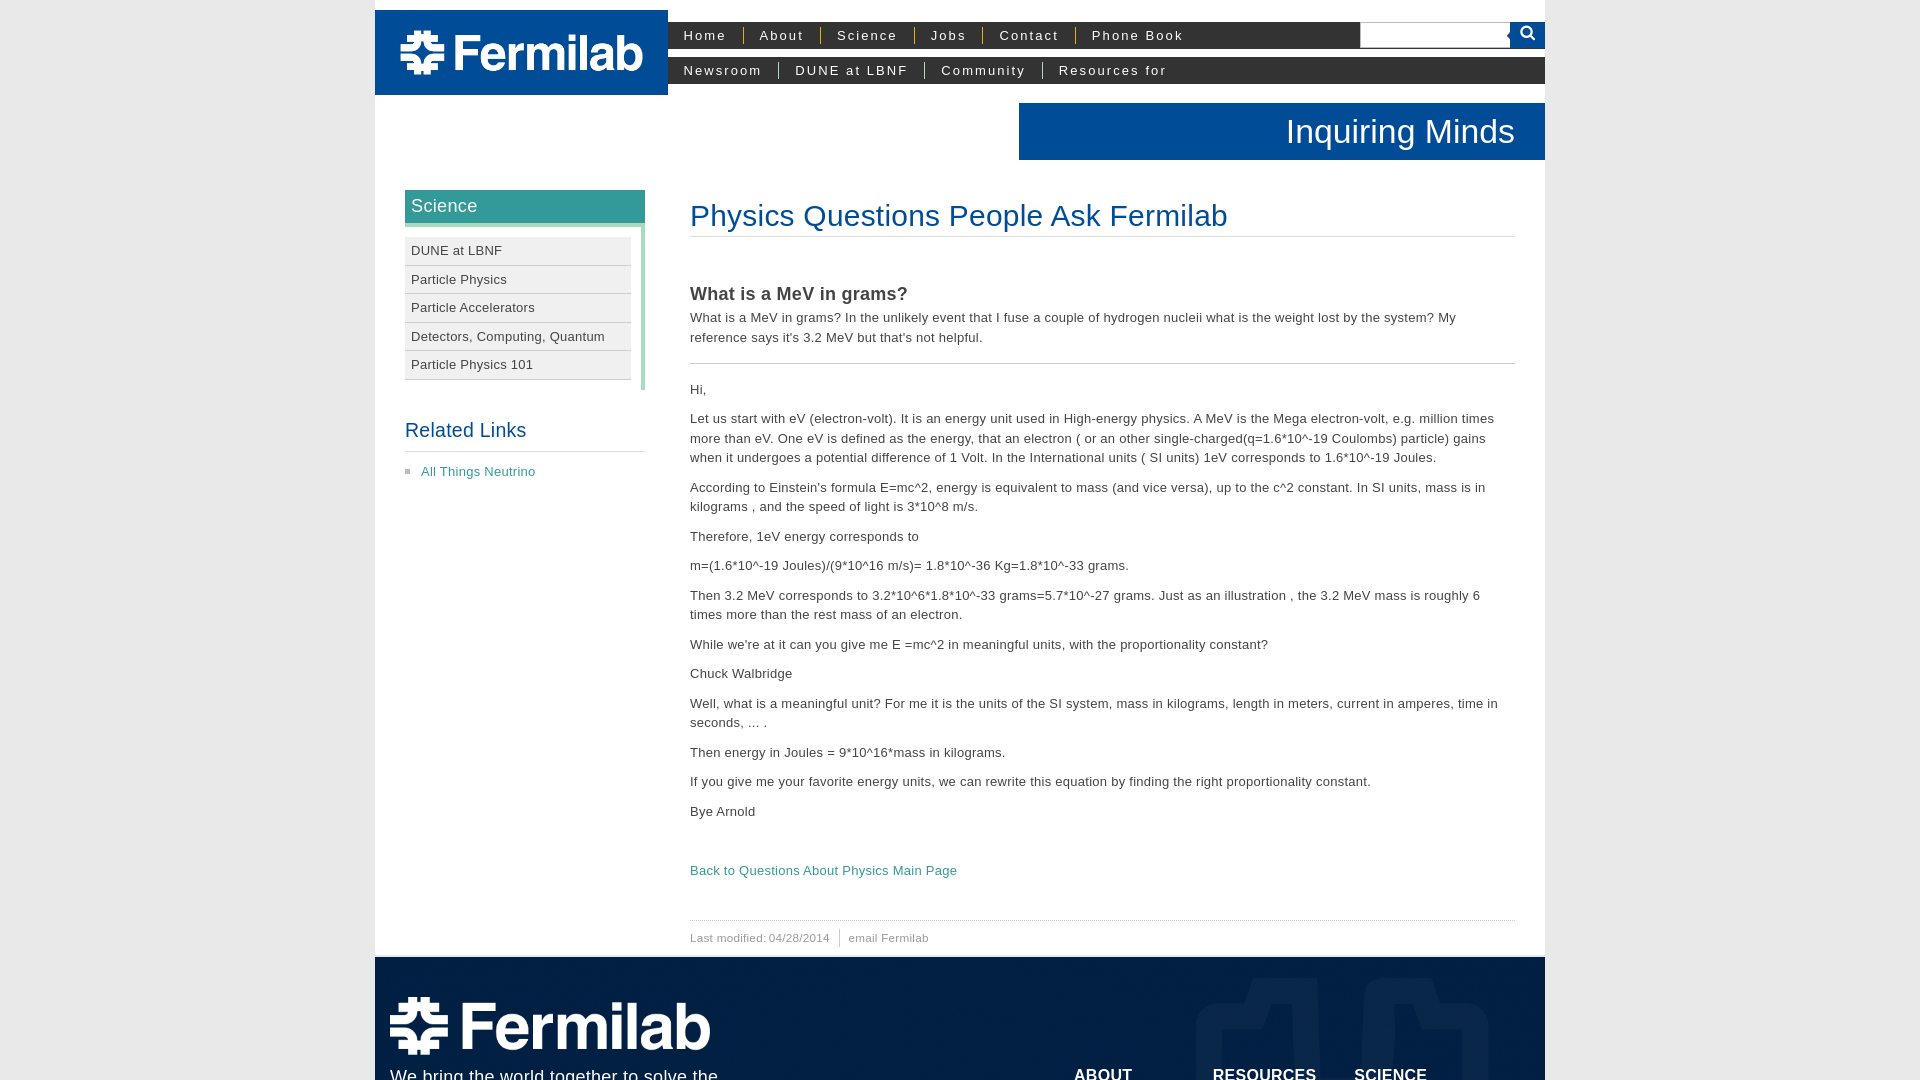 Fermilab
Home
About
Science
Jobs
Contact
Phone Book
Newsroom
DUNE at LBNF
Community
Resources for
Inquiring Minds
Science
DUNE at LBNF
Particle Physics
Particle Accelerators
Detectors, Computing, Quantum
Particle Physics 101
Related Links
All Things Neutrino
Physics Questions People Ask Fermilab
What is a MeV in grams?
What is a MeV in grams? In the unlikely event that I fuse a couple of hydrogen nucleii what is the weight lost by the system? My
reference says it's 3.2 MeV but that's not helpful.
Hi,
Let us start with eV (electron-volt). It is an energy unit used in High-energy physics. A MeV is the Mega electron-volt, e.g. million times
more than eV. One eV is defined as the energy, that an electron ( or an other single-charged(q=1.6*10^-19 Coulombs) particle) gains
when it undergoes a potential difference of 1 Volt. In the International units ( SI units) 1eV corresponds to 1.6*10^-19 Joules.
According to Einstein's formula E=mc^2, energy is equivalent to mass (and vice versa), up to the c^2 constant. In SI units, mass is in
kilograms , and the speed of light is 3*10^8 m/s.
Therefore, 1eV energy corresponds to
m=(1.6*10^-19 Joules)/(9*10^16 m/s)= 1.8*10^-36 Kg=1.8*10^-33 grams.
Then 3.2 MeV corresponds to 3.2*10^6*1.8*10^-33 grams=5.7*10^-27 grams. Just as an illustration , the 3.2 MeV mass is roughly 6
times more than the rest mass of an electron.
While we're at it can you give me E =mc^2 in meaningful units, with the proportionality constant?
Chuck Walbridge
Well, what is a meaningful unit? For me it is the units of the SI system, mass in kilograms, length in meters, current in amperes, time in
seconds, ... .
Then energy in Joules = 9*10^16*mass in kilograms.
If you give me your favorite energy units, we can rewrite this equation by finding the right proportionality constant.
Bye Arnold
Back to Questions About Physics Main Page
Last modified: 04/28/2014
email Fermilab
Fermilab
We bring the world together to solve the
ABOUT
RESOURCES
SCIENCE